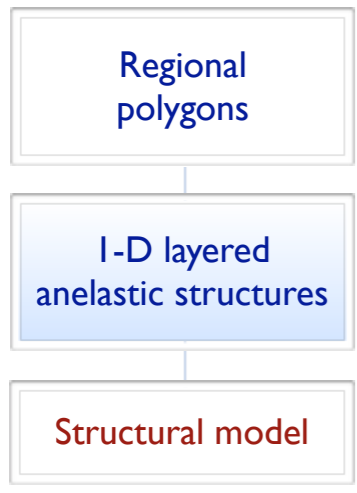 Regional
polygons
1-D layered
anelastic structures
Structural model